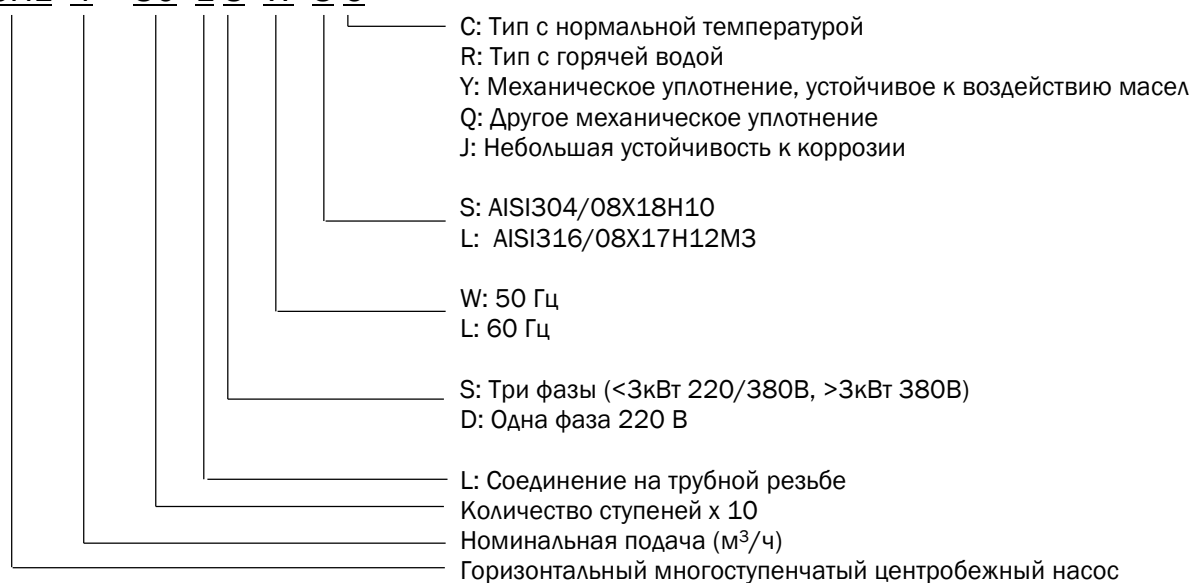 C: Тип с нормальной температурой
R: Тип с горячей водой
Y: Механическое уплотнение, устойчивое к воздействию масел
Q: Другое механическое уплотнение
J: Небольшая устойчивость к коррозии
S: AISI304/08Х18Н10
L: AISI316/08Х17Н12М3
W: 50 Гц
L: 60 Гц
S: Три фазы (<3кВт 220/380В, >3кВт 380В)
D: Одна фаза 220 В
L: Соединение на трубной резьбе
Количество ступеней х 10
Номинальная подача (м³/ч)
Горизонтальный многоступенчатый центробежный насос